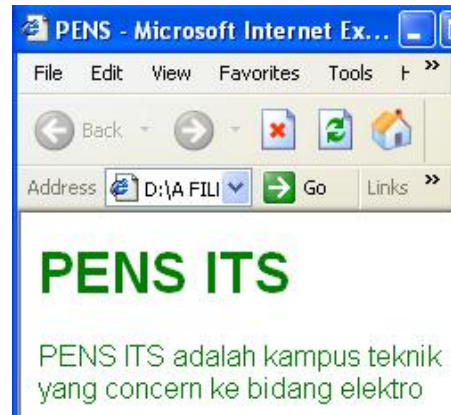 PENS - Microsoft Internet Ex...
File Edit View Favorites Tools »
Back
Address D:\A FILI Go Links »
PENS ITS
PENS ITS adalah kampus teknik
yang concern ke bidang elektro